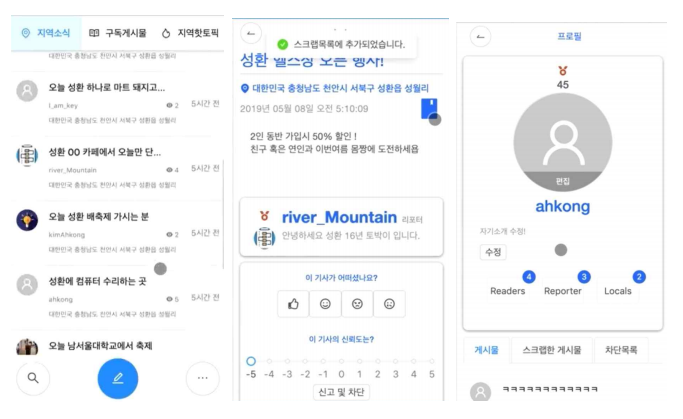 지역소식
구독게시물
지역핫토픽
대한민국 충청남도 천안시 서북구 성환읍 성월리
오늘 성환 하나로 마트 돼지고...
I_am_key
2
5시간 전
대한민국 충청남도 천안시 서북구 성환읍 성월리
성환 00 카페에서 오늘만 단...
river_Mountain
4
5시간 전
대한민국 충청남도 천안시 서북구 성환읍 성월리
오늘 성환 배축제 가시는 분
kimAhkong
2
5시간 전
대한민국 충청남도 천안시 서북구 성환읍 성월리
성환에 컴퓨터 수리하는 곳
ahkong
5
5시간 전
대한민국 충청남도 천안시 서북구 성환읍 성월리
오늘 남서울대학교에서 축제
스크랩목록에 추가되었습니다.
성환 헬스장 오픈 행사!
대한민국 충청남도 천안시 서북구 성환읍 성월리
2019년 05월 08일 오전 5:10:09
2인 동반 가입시 50% 할인 !
친구 혹은 연인과 이번여름 몸짱에 도전하세욥
river_Mountain 리포터
안녕하세요 성환 16년 토박이 입니다.
이 기사가 어떠셨나요?
이 기사의 신뢰도는?
-5 -4 -3 -2 -1 0 1 2 3 4 5
신고 및 차단
프로필
45
편집
ahkong
자기소개 수정!
수정
4 3 2
Readers Reporter Locals
게시물 스크랩한 게시물 차단목록
ㅋㅋㅋㅋㅋㅋㅋㅋㅋㅋㅋㅋ